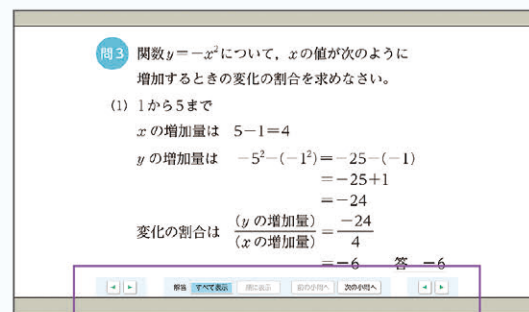 問3 関数y=−x²について，xの値が次のように
増加するときの変化の割合を求めなさい。
(1) 1から5まで
xの増加量は 5−1=4
yの増加量は −5²−(−1²)=−25−(−1)
=−25+1
=−24
変化の割合は (yの増加量)/(xの増加量)=−24/4
=−6 答 −6
解答 すべて表示 順に表示 前の小問へ 次の小問へ